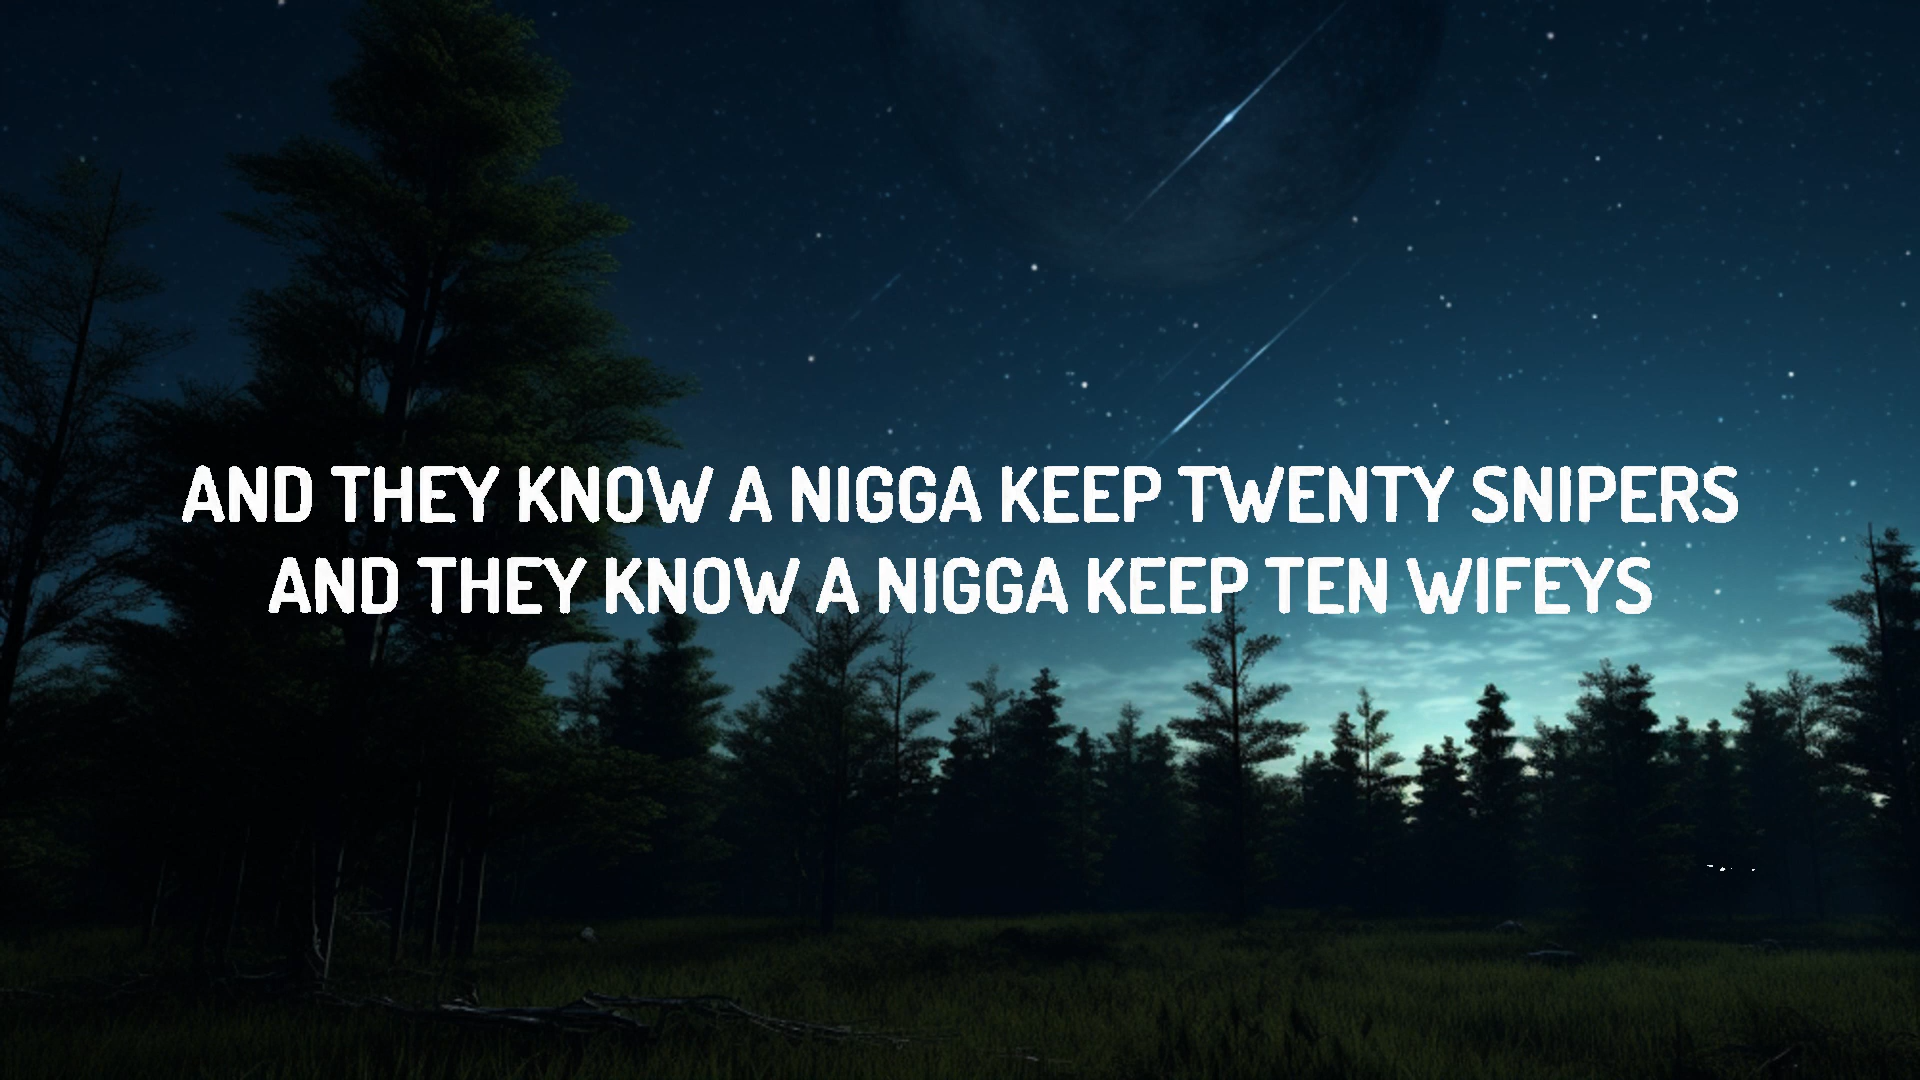 AND THEY KNOW A NIGGA KEEP TWENTY SNIPERS
AND THEY KNOW A NIGGA KEEP TEN WIFEYS